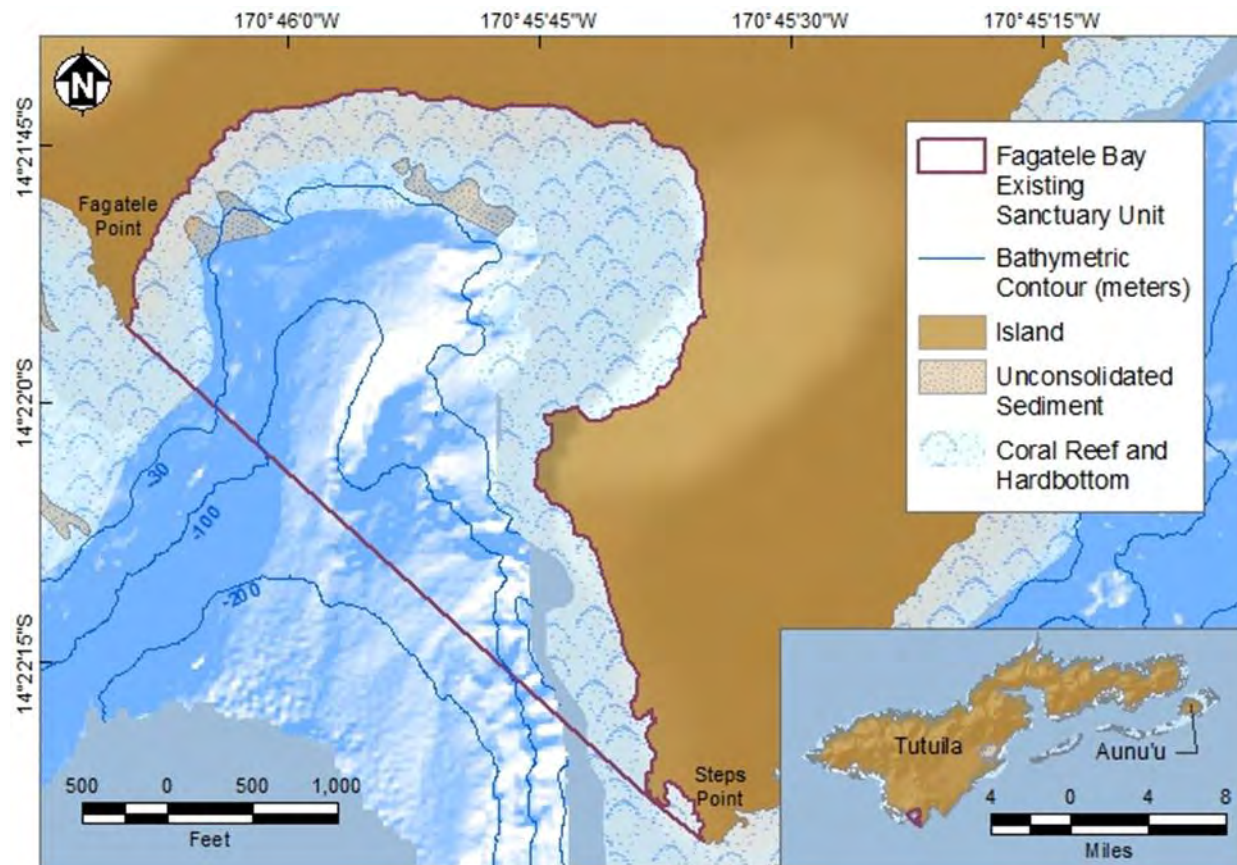 170°46'0"W
170°45'45"W
170°45'30"W
170°45'15"W
N
14°21'45"S
14°22'0"S
14°22'15"S
Fagatele
Point
Fagatele Bay
Existing
Sanctuary Unit
Bathymetric
Contour (meters)
Island
Unconsolidated
Sediment
Coral Reef and
Hardbottom
-30
-100
-200
Steps
Point
500 0 500 1,000
Feet
Tutuila
Aunu'u
4 0 4 8
Miles